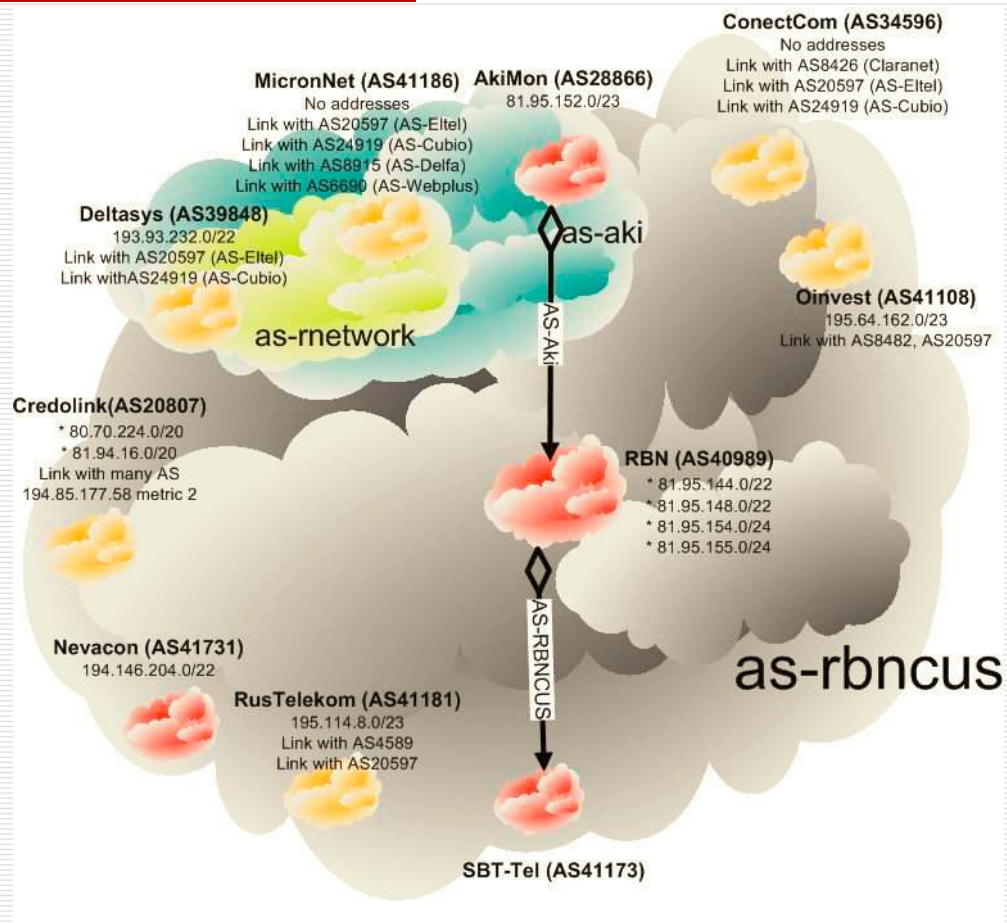 ConectCom (AS34596)
No addresses
Link with AS8426 (Claranet)
Link with AS20597 (AS-Eltel)
Link with AS24919 (AS-Cubio)
MicronNet (AS41186)
No addresses
Link with AS20597 (AS-Eltel)
Link with AS24919 (AS-Cubio)
Link with AS8915 (AS-Delfa)
Link with AS6690 (AS-Webplus)
AkiMon (AS28866)
81.95.152.0/23
Deltasys (AS39848)
193.93.232.0/22
Link with AS20597 (AS-Eltel)
Link withAS24919 (AS-Cubio)
as-aki
as-rnetwork
AS-Aki
Oinvest (AS41108)
195.64.162.0/23
Link with AS8482, AS20597
Credolink(AS20807)
* 80.70.224.0/20
* 81.94.16.0/20
Link with many AS
194.85.177.58 metric 2
RBN (AS40989)
* 81.95.144.0/22
* 81.95.148.0/22
* 81.95.154.0/24
* 81.95.155.0/24
AS-RBNCUS
as-rbncus
Nevacon (AS41731)
194.146.204.0/22
RusTelekom (AS41181)
195.114.8.0/23
Link with AS4589
Link with AS20597
SBT-Tel (AS41173)